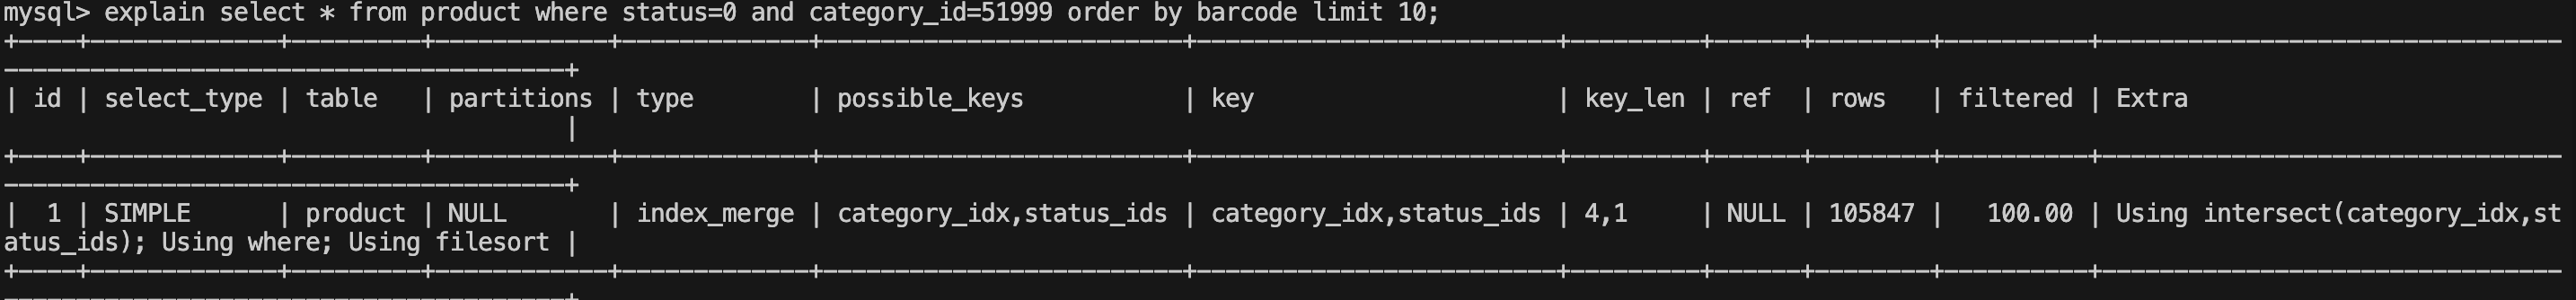 mysql> explain select * from product where status=0 and category_id=51999 order by barcode limit 10;
+----+-------------+---------+------------+-------------+--------------------------+--------------------------+---------+------+--------+----------+--------------------------------
---------------------------------------+
| id | select_type | table   | partitions | type        | possible_keys            | key                      | key_len | ref  | rows   | filtered | Extra
                                       |
+----+-------------+---------+------------+-------------+--------------------------+--------------------------+---------+------+--------+----------+--------------------------------
---------------------------------------+
|  1 | SIMPLE      | product | NULL       | index_merge | category_idx,status_ids | category_idx,status_ids | 4,1     | NULL | 105847 |   100.00 | Using intersect(category_idx,st
atus_ids); Using where; Using filesort |
+----+-------------+---------+------------+-------------+--------------------------+--------------------------+---------+------+--------+----------+--------------------------------
---------------------------------------+